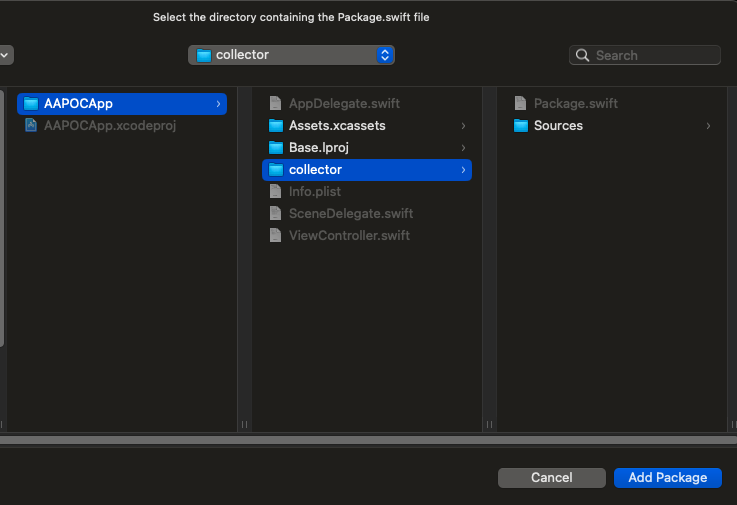 Select the directory containing the Package.swift file
collector
Search
AAPOCApp
AAPOCApp.xcodeproj
AppDelegate.swift
Assets.xcassets
Base.lproj
collector
Info.plist
SceneDelegate.swift
ViewController.swift
Package.swift
Sources
Cancel
Add Package